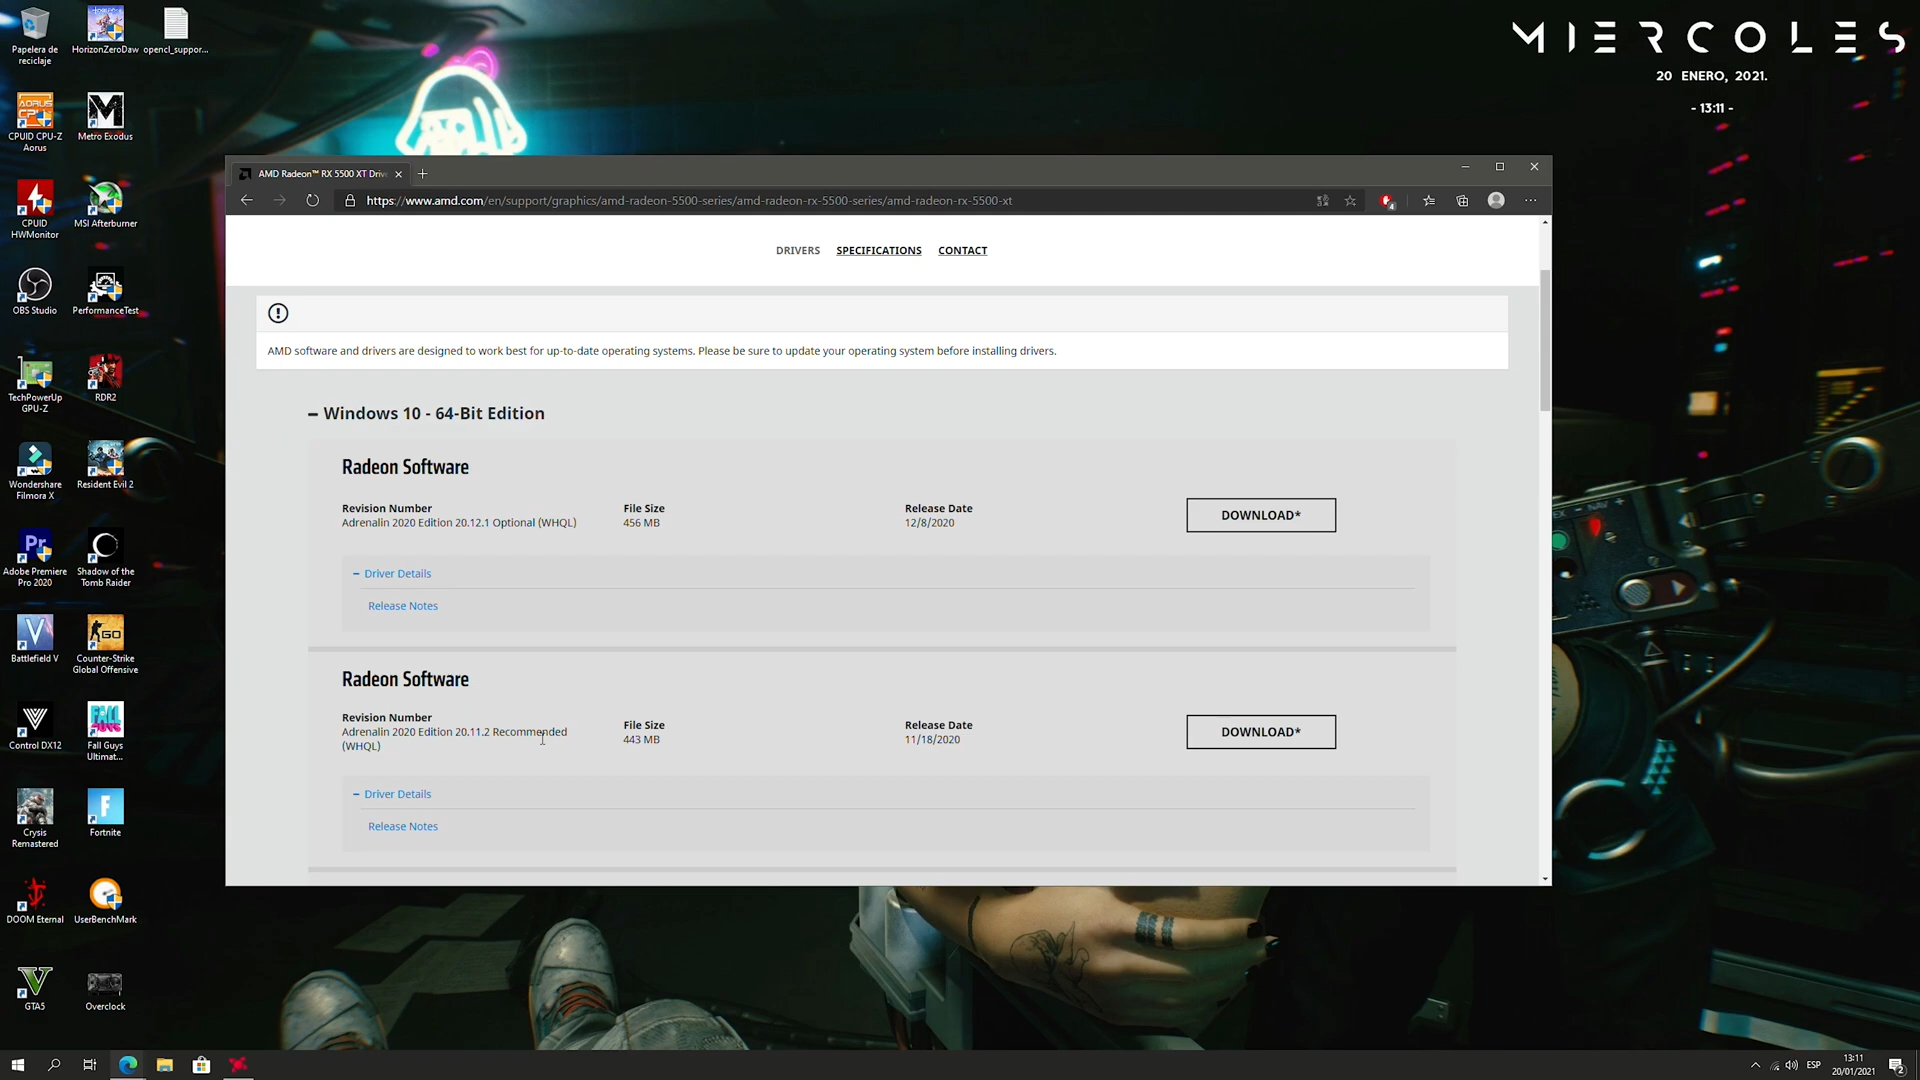 Papelera de
reciclaje
HorizonZeroDaw
opencl_suppor...
CPUID CPU-Z
Aorus
Metro Exodus
CPUID
HWMonitor
MSI Afterburner
OBS Studio
PerformanceTest
TechPowerUp
GPU-Z
RDR2
Wondershare
Filmora X
Resident Evil 2
Adobe Premiere
Pro 2020
Shadow of the
Tomb Raider
Battlefield V
Counter-Strike
Global Offensive
Control DX12
Fall Guys
Ultimat...
Crysis
Remastered
Fortnite
DOOM Eternal
UserBenchMark
GTA5
Overclock
MIERCOLES
20 ENERO, 2021.
- 13:11 -
AMD Radeon™ RX 5500 XT Driv
https://www.amd.com/en/support/graphics/amd-radeon-5500-series/amd-radeon-rx-5500-series/amd-radeon-rx-5500-xt
4
DRIVERS SPECIFICATIONS CONTACT
AMD software and drivers are designed to work best for up-to-date operating systems. Please be sure to update your operating system before installing drivers.
Windows 10 - 64-Bit Edition
Radeon Software
Revision Number File Size Release Date
Adrenalin 2020 Edition 20.12.1 Optional (WHQL) 456 MB 12/8/2020
DOWNLOAD*
Driver Details
Release Notes
Radeon Software
Revision Number File Size Release Date
Adrenalin 2020 Edition 20.11.2 Recommended
(WHQL) 443 MB 11/18/2020
DOWNLOAD*
Driver Details
Release Notes
ESP
13:11
20/01/2021
2